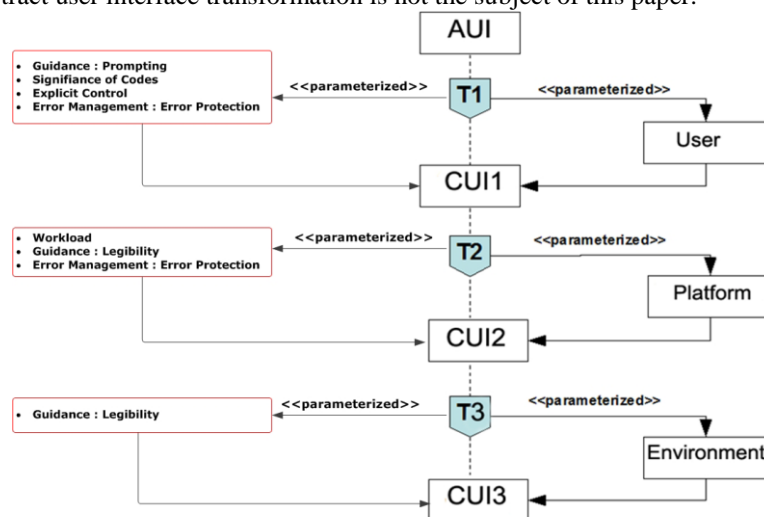 tract user interface transformation is not the subject of this paper.
AUI
• Guidance : Prompting
• Signifiance of Codes
• Explicit Control
• Error Management : Error Protection
<<parameterized>>
T1
<<parameterized>>
User
CUI1
• Workload
• Guidance : Legibility
• Error Management : Error Protection
<<parameterized>>
T2
<<parameterized>>
Platform
CUI2
• Guidance : Legibility
<<parameterized>>
T3
<<parameterized>>
Environment
CUI3